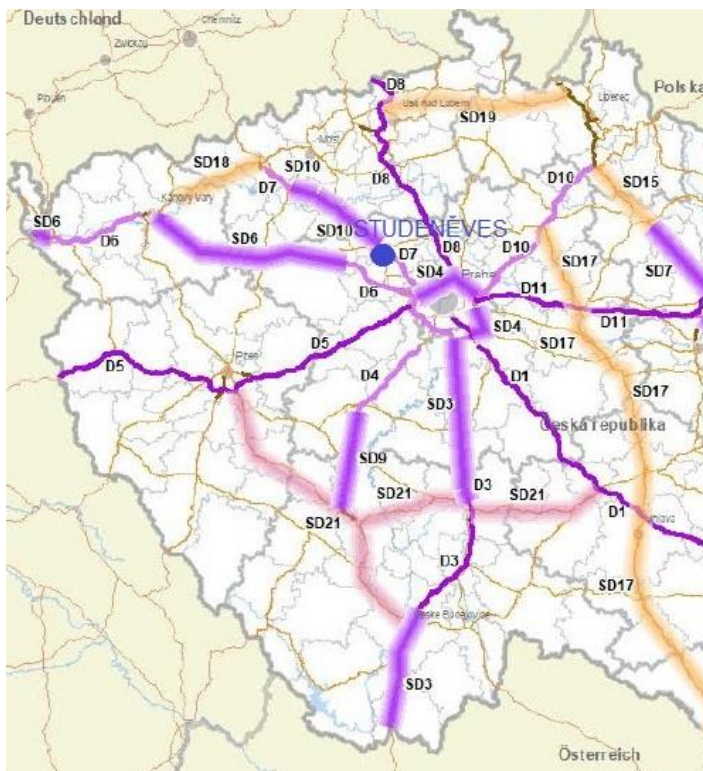 Deutschland
Chemnitz
Zwickau
Plauen
D8
Ústí nad Labem
Liberec
Polska
SD19
Most
SD18
SD10
D7
D8
D10
SD15
Karlovy Vary
SD6
D6
SD6
SD10
STUDENĚVES
D7
D8
D10
SD17
SD7
SD4
Praha
D6
D11
D11
D5
SD4
SD17
D5
Plzeň
D4
D1
SD3
SD17
Česká republika
SD9
SD21
D3
SD21
D1
Jihlava
SD21
D3
SD17
České Budějovice
SD3
Österreich